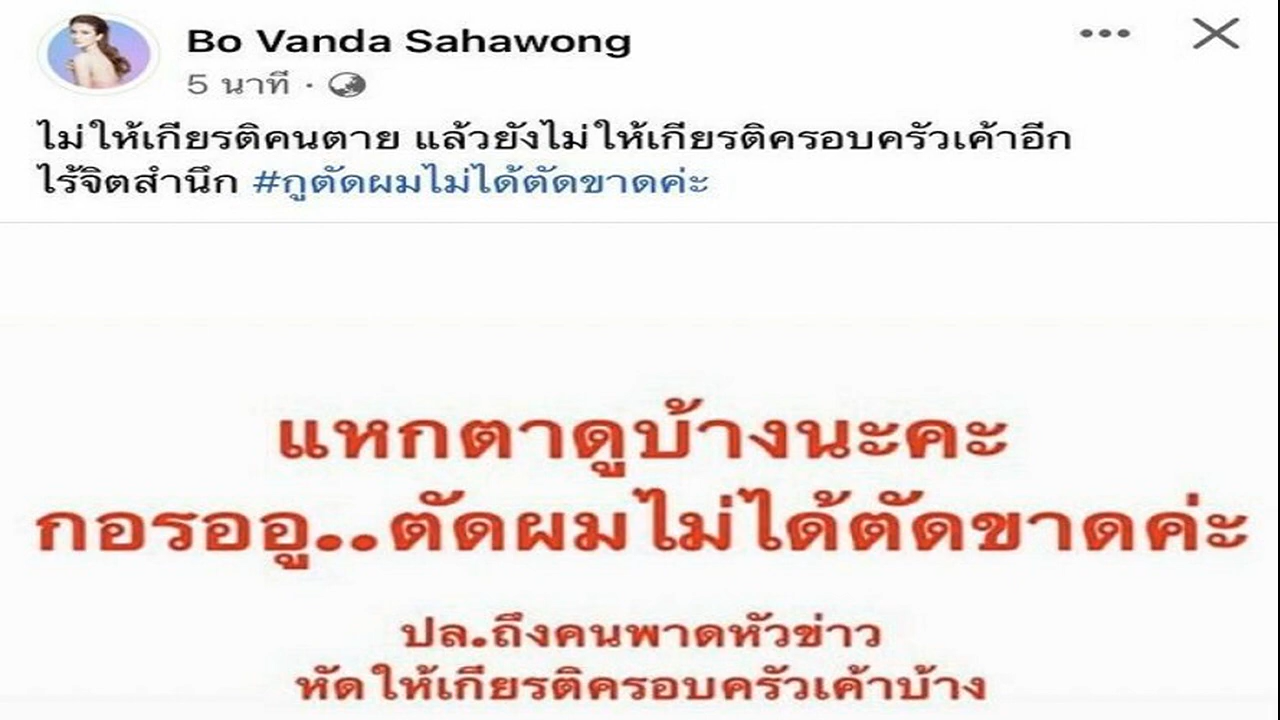 Bo Vanda Sahawong
5 นาที ·
ไม่ให้เกียรติคนตาย แล้วยังไม่ให้เกียรติครอบครัวเค้าอีก
ไร้จิตสำนึก #กูตัดผมไม่ได้ตัดขาดค่ะ
แหกตาดูบ้างนะคะ
กอรออู..ตัดผมไม่ได้ตัดขาดค่ะ
ปล.ถึงคนพาดหัวข่าว
หัดให้เกียรติครอบครัวเค้าบ้าง